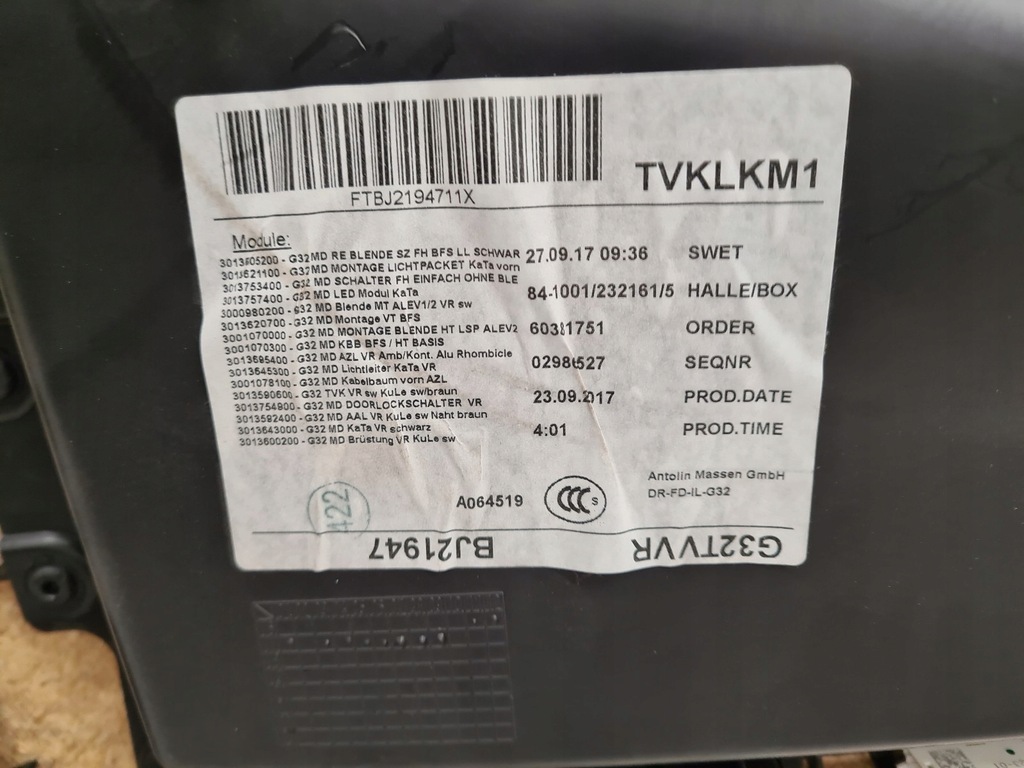 FTBJ2194711X
TVKLKM1
Module:
3013605200 - G32MD RE BLENDE SZ FH BFS LL SCHWAR
3013621100 - G32MD MONTAGE LICHTPACKET KaTa vorn
3013753400 - G32 MD SCHALTER FH EINFACH OHNE BLE
3013757400 - G32 MD LED Modul KaTa
3000980200 - G32 MD Blende MT ALEV1/2 VR sw
3013620700 - G32 MD Montage VT BFS
3001070000 - G32 MD MONTAGE BLENDE HT LSP ALEV2
3001070300 - G32 MD KBB BFS / HT BASIS
3013695400 - G32 MD AZL VR Amb/Kont. Alu Rhombicle
3013645300 - G32 MD Lichtleiter KaTa VR
3001078100 - G32 MD Kabelbaum vorn AZL
3013590600 - G32 TVK VR sw KuLe sw/braun
3013754800 - G32 MD DOORLOCKSCHALTER VR
3013592400 - G32 MD AAL VR KuLe sw Naht braun
3013643000 - G32 MD KaTa VR schwarz
3013600200 - G32 MD Brüstung VR KuLe sw
27.09.17 09:36 SWET
84-1001/232161/5 HALLE/BOX
60381751 ORDER
SEQNR
23.09.2017 PROD.DATE
4:01 PROD.TIME
422
A064519
CCC S
Antolin Massen GmbH
DR-FD-IL-G32
G32TVVR BJ21947